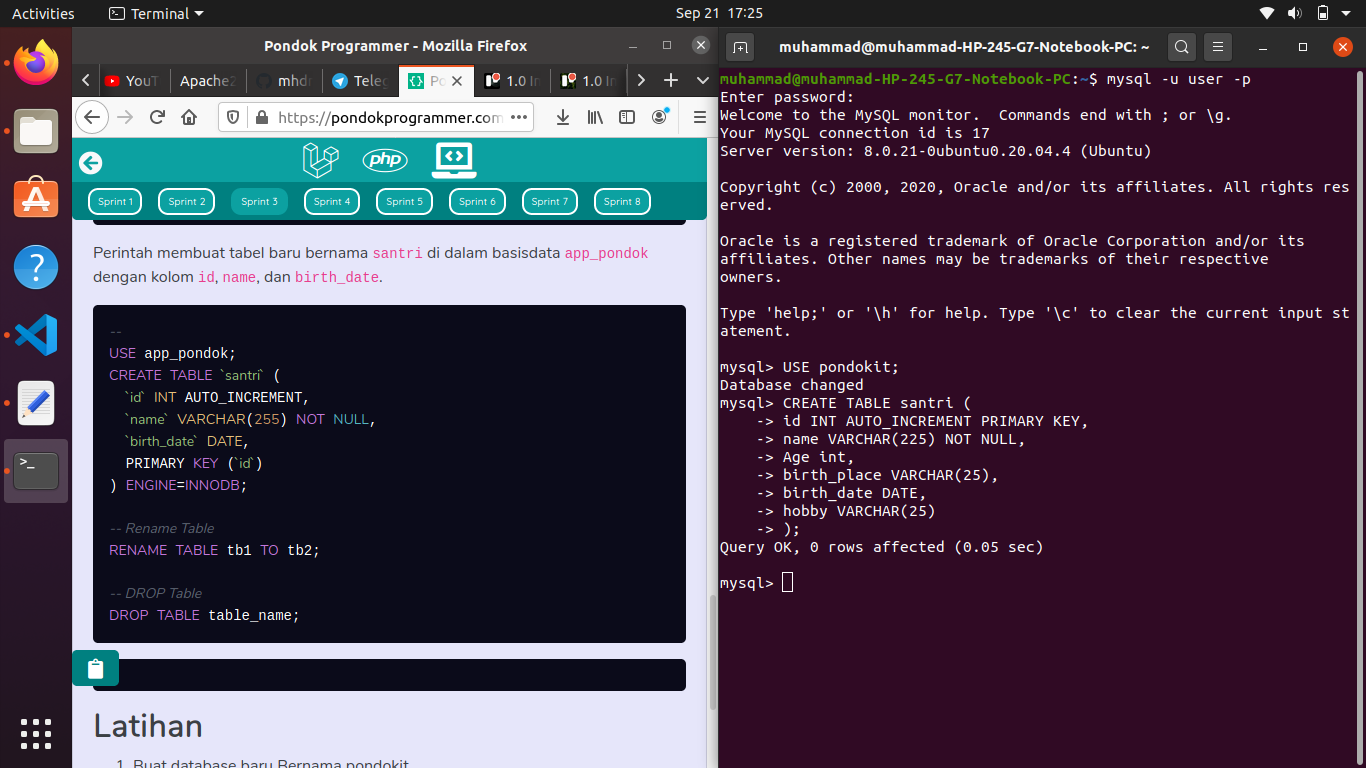 Activities
Terminal
Sep 21 17:25
Pondok Programmer - Mozilla Firefox
YouT
Apache2
mhd
Teleg
Po
1.0 In
1.0 In
https://pondokprogrammer.com
php
Sprint 1
Sprint 2
Sprint 3
Sprint 4
Sprint 5
Sprint 6
Sprint 7
Sprint 8
Perintah membuat tabel baru bernama santri di dalam basisdata app_pondok
dengan kolom id, name, dan birth_date.
--
USE app_pondok;
CREATE TABLE `santri` (
`id` INT AUTO_INCREMENT,
`name` VARCHAR(255) NOT NULL,
`birth_date` DATE,
PRIMARY KEY (`id`)
) ENGINE=INNODB;
-- Rename Table
RENAME TABLE tb1 TO tb2;
-- DROP Table
DROP TABLE table_name;
Latihan
1. Buat database baru Bernama pondokit
muhammad@muhammad-HP-245-G7-Notebook-PC: ~
muhammad@muhammad-HP-245-G7-Notebook-PC:~$ mysql -u user -p
Enter password:
Welcome to the MySQL monitor.  Commands end with ; or \g.
Your MySQL connection id is 17
Server version: 8.0.21-0ubuntu0.20.04.4 (Ubuntu)
Copyright (c) 2000, 2020, Oracle and/or its affiliates. All rights res
erved.
Oracle is a registered trademark of Oracle Corporation and/or its
affiliates. Other names may be trademarks of their respective
owners.
Type 'help;' or '\h' for help. Type '\c' to clear the current input st
atement.
mysql> USE pondokit;
Database changed
mysql> CREATE TABLE santri (
-> id INT AUTO_INCREMENT PRIMARY KEY,
-> name VARCHAR(225) NOT NULL,
-> Age int,
-> birth_place VARCHAR(25),
-> birth_date DATE,
-> hobby VARCHAR(25)
-> );
Query OK, 0 rows affected (0.05 sec)
mysql>